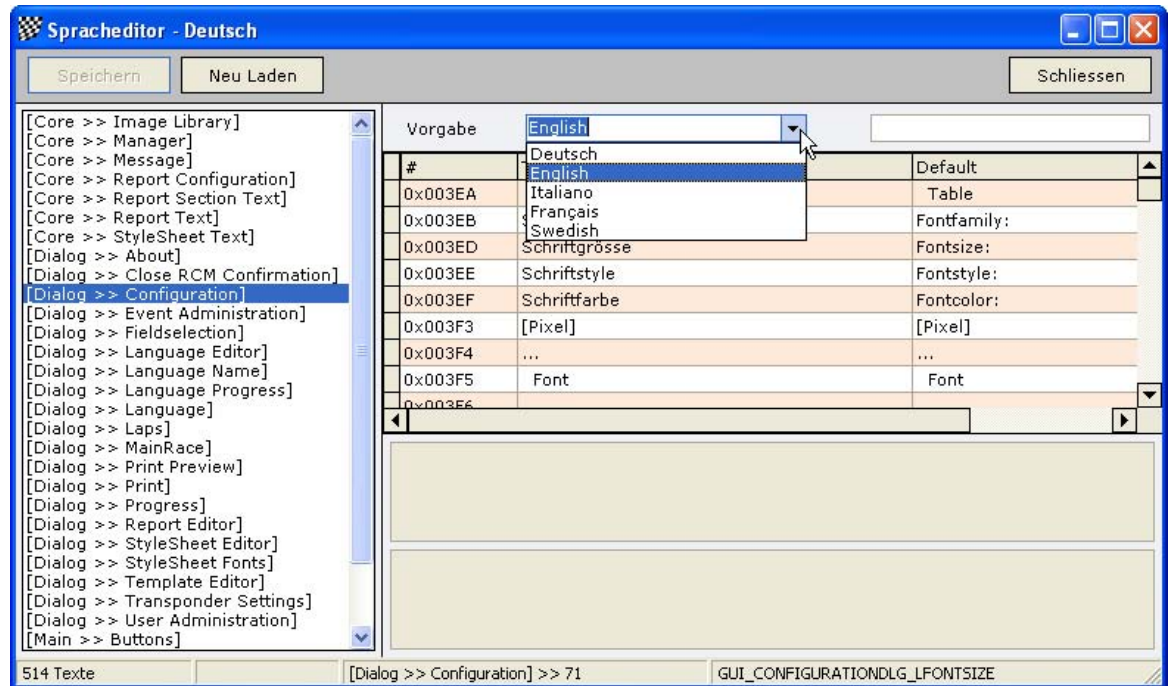 Spracheditor - Deutsch
Speichern
Neu Laden
Schliessen
[Core >> Image Library]
[Core >> Manager]
[Core >> Message]
[Core >> Report Configuration]
[Core >> Report Section Text]
[Core >> Report Text]
[Core >> StyleSheet Text]
[Dialog >> About]
[Dialog >> Close RCM Confirmation]
[Dialog >> Configuration]
[Dialog >> Event Administration]
[Dialog >> Fieldselection]
[Dialog >> Language Editor]
[Dialog >> Language Name]
[Dialog >> Language Progress]
[Dialog >> Language]
[Dialog >> Laps]
[Dialog >> MainRace]
[Dialog >> Print Preview]
[Dialog >> Print]
[Dialog >> Progress]
[Dialog >> Report Editor]
[Dialog >> StyleSheet Editor]
[Dialog >> StyleSheet Fonts]
[Dialog >> Template Editor]
[Dialog >> Transponder Settings]
[Dialog >> User Administration]
[Main >> Buttons]
Vorgabe English
Deutsch
English
Italiano
Français
Swedish
# Default
0x003EA Table
0x003EB Fontfamily:
0x003ED Schriftgrösse Fontsize:
0x003EE Schriftstyle Fontstyle:
0x003EF Schriftfarbe Fontcolor:
0x003F3 [Pixel] [Pixel]
0x003F4 ... ...
0x003F5 Font Font
0x003F6
514 Texte [Dialog >> Configuration] >> 71 GUI_CONFIGURATIONDLG_LFONTSIZE